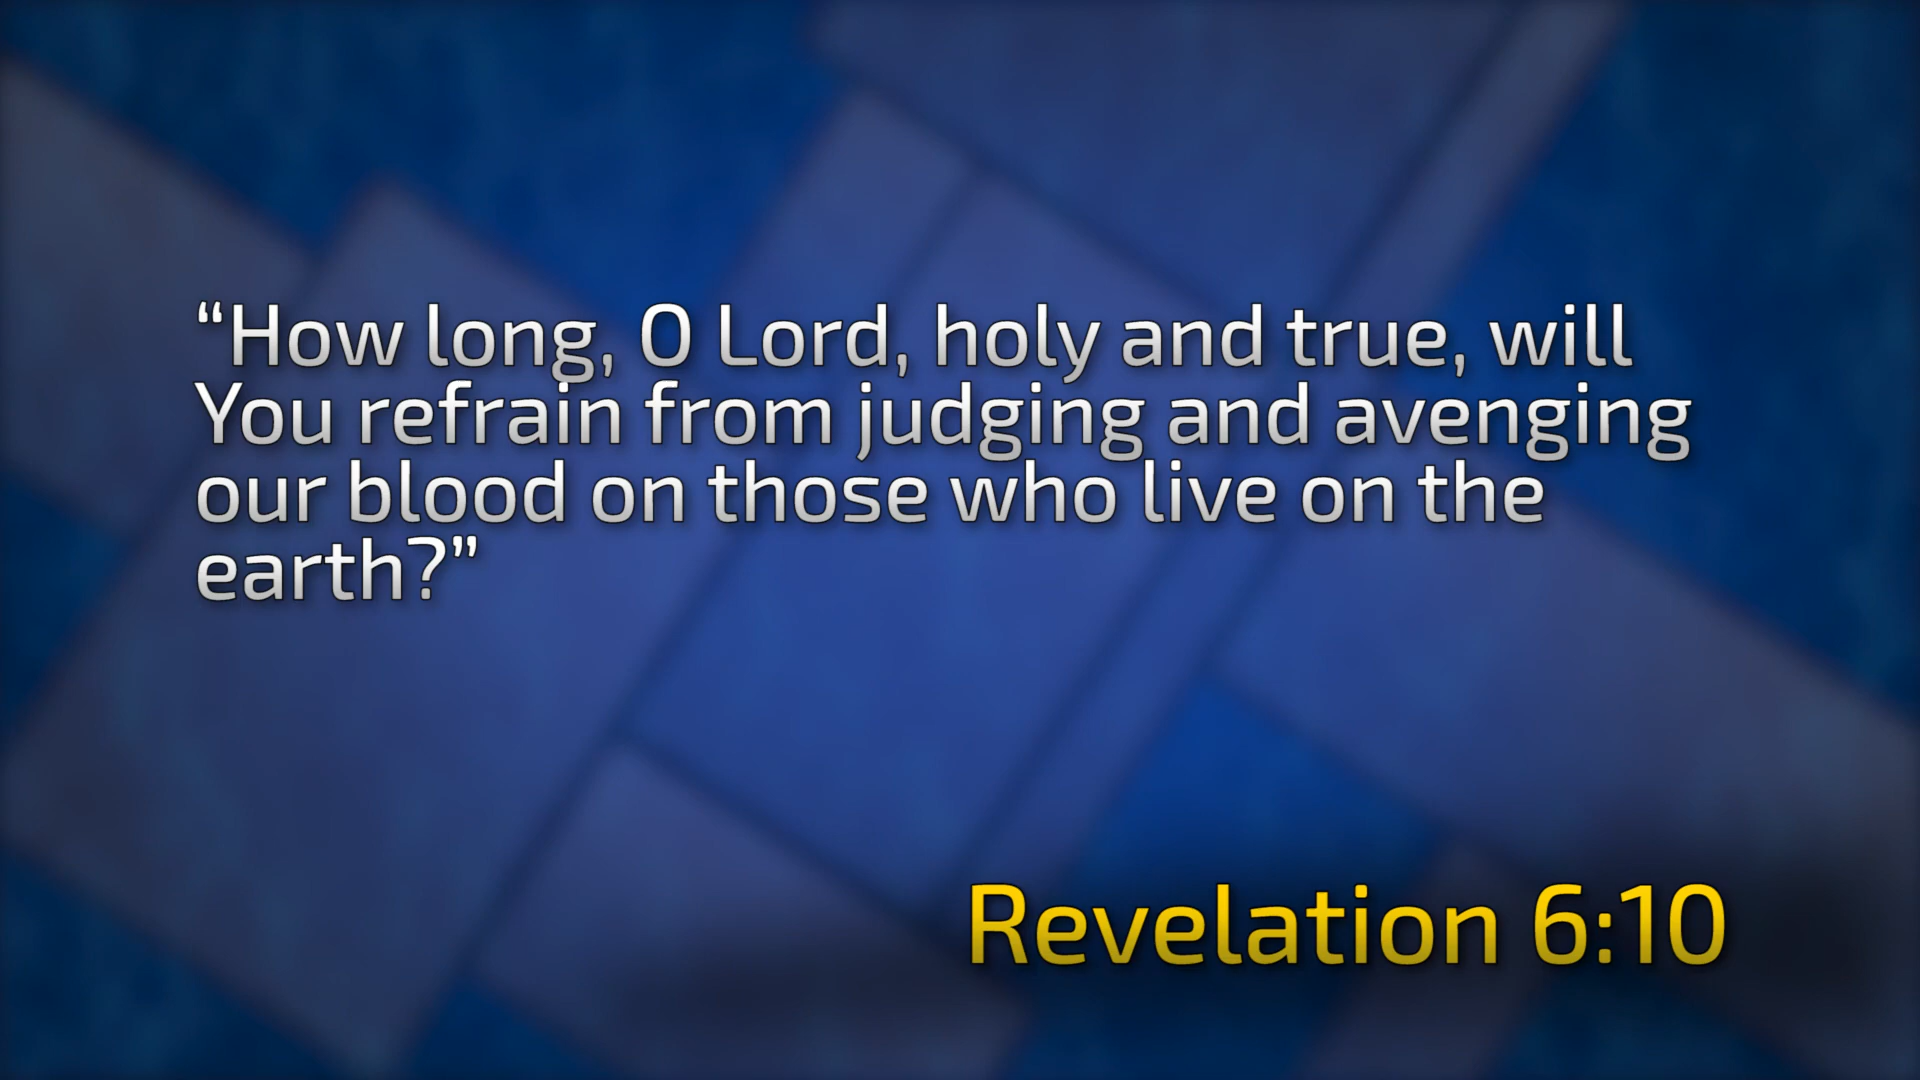 “How long, O Lord, holy and true, will
You refrain from judging and avenging
our blood on those who live on the
earth?”
Revelation 6:10